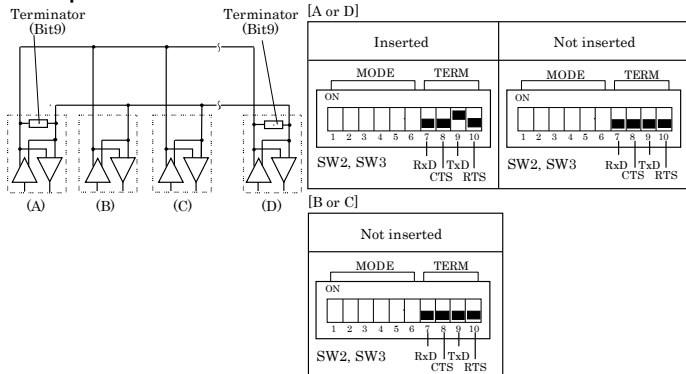 Terminator
(Bit9)
Terminator
(Bit9)
(A)
(B)
(C)
(D)
[A or D]
Inserted
Not inserted
MODE TERM
ON
1 2 3 4 5 6 7 8 9 10
SW2, SW3
RxD TxD
CTS RTS
MODE TERM
ON
1 2 3 4 5 6 7 8 9 10
SW2, SW3
RxD TxD
CTS RTS
[B or C]
Not inserted
MODE TERM
ON
1 2 3 4 5 6 7 8 9 10
SW2, SW3
RxD TxD
CTS RTS